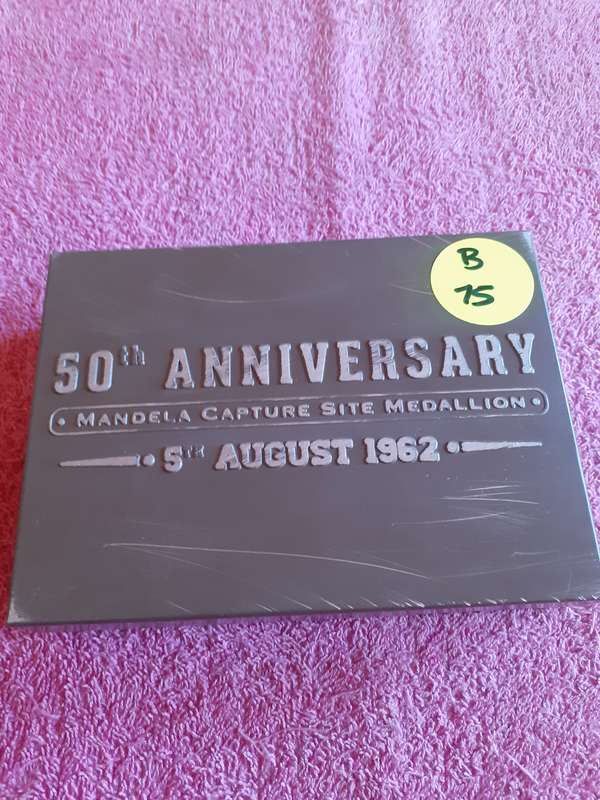 B
75
50th ANNIVERSARY
• MANDELA CAPTURE SITE MEDALLION •
5TH AUGUST 1962